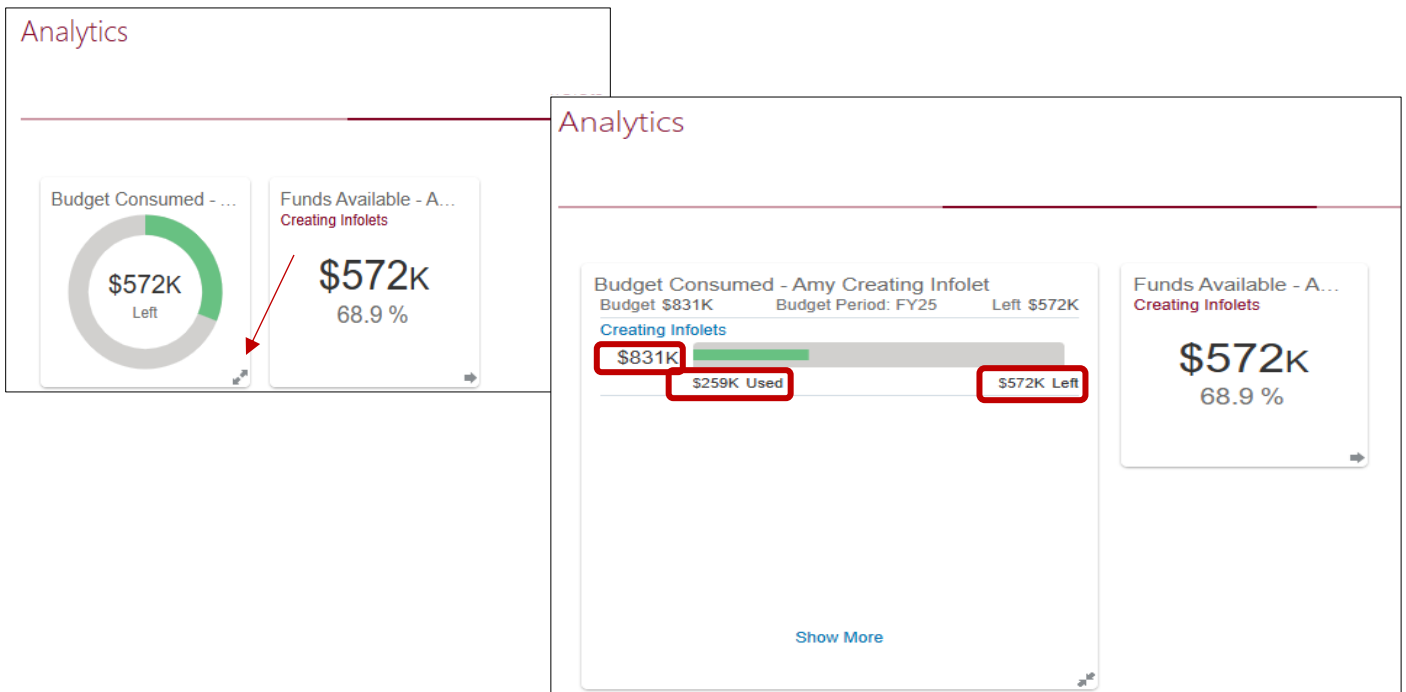 Analytics
Budget Consumed - ...
$572K
Left
Funds Available - A...
Creating Infolets
$572K
68.9 %
Analytics
Budget Consumed - Amy Creating Infolet
Budget $831K Budget Period: FY25 Left $572K
Creating Infolets
$831K
$259K Used $572K Left
Show More
Funds Available - A...
Creating Infolets
$572K
68.9 %